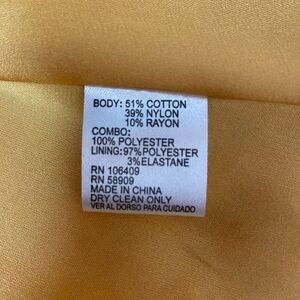 BODY: 51% COTTON
39% NYLON
10% RAYON
COMBO:
100% POLYESTER
LINING:97%POLYESTER
3%ELASTANE
RN 106409
RN 58909
MADE IN CHINA
DRY CLEAN ONLY
VER AL DORSO PARA CUIDADO